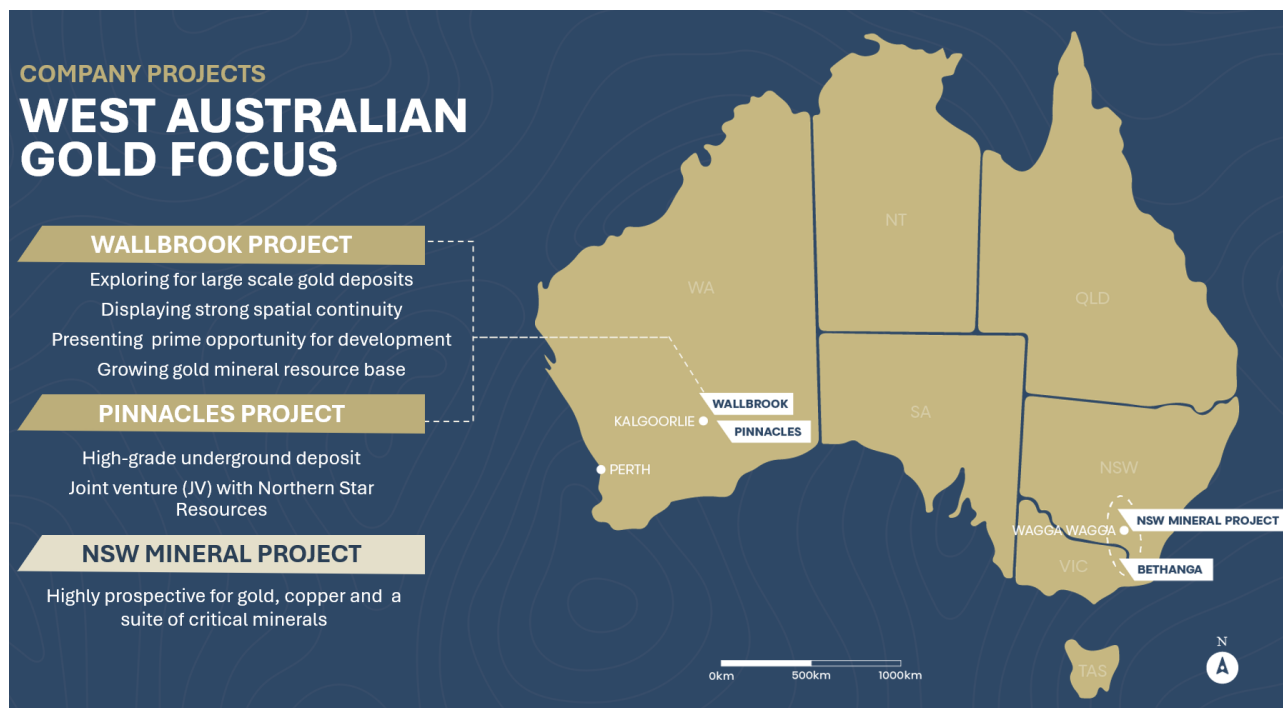 COMPANY PROJECTS
WEST AUSTRALIAN
GOLD FOCUS
WALLBROOK PROJECT
Exploring for large scale gold deposits
Displaying strong spatial continuity
Presenting  prime opportunity for development
Growing gold mineral resource base
PINNACLES PROJECT
High-grade underground deposit
Joint venture (JV) with Northern Star
Resources
NSW MINERAL PROJECT
Highly prospective for gold, copper and  a
suite of critical minerals
NT
WA
QLD
WALLBROOK
SA
KALGOORLIE
PINNACLES
PERTH
NSW
NSW MINERAL PROJECT
WAGGA WAGGA
VIC
BETHANGA
TAS
N
0km
500km
1000km